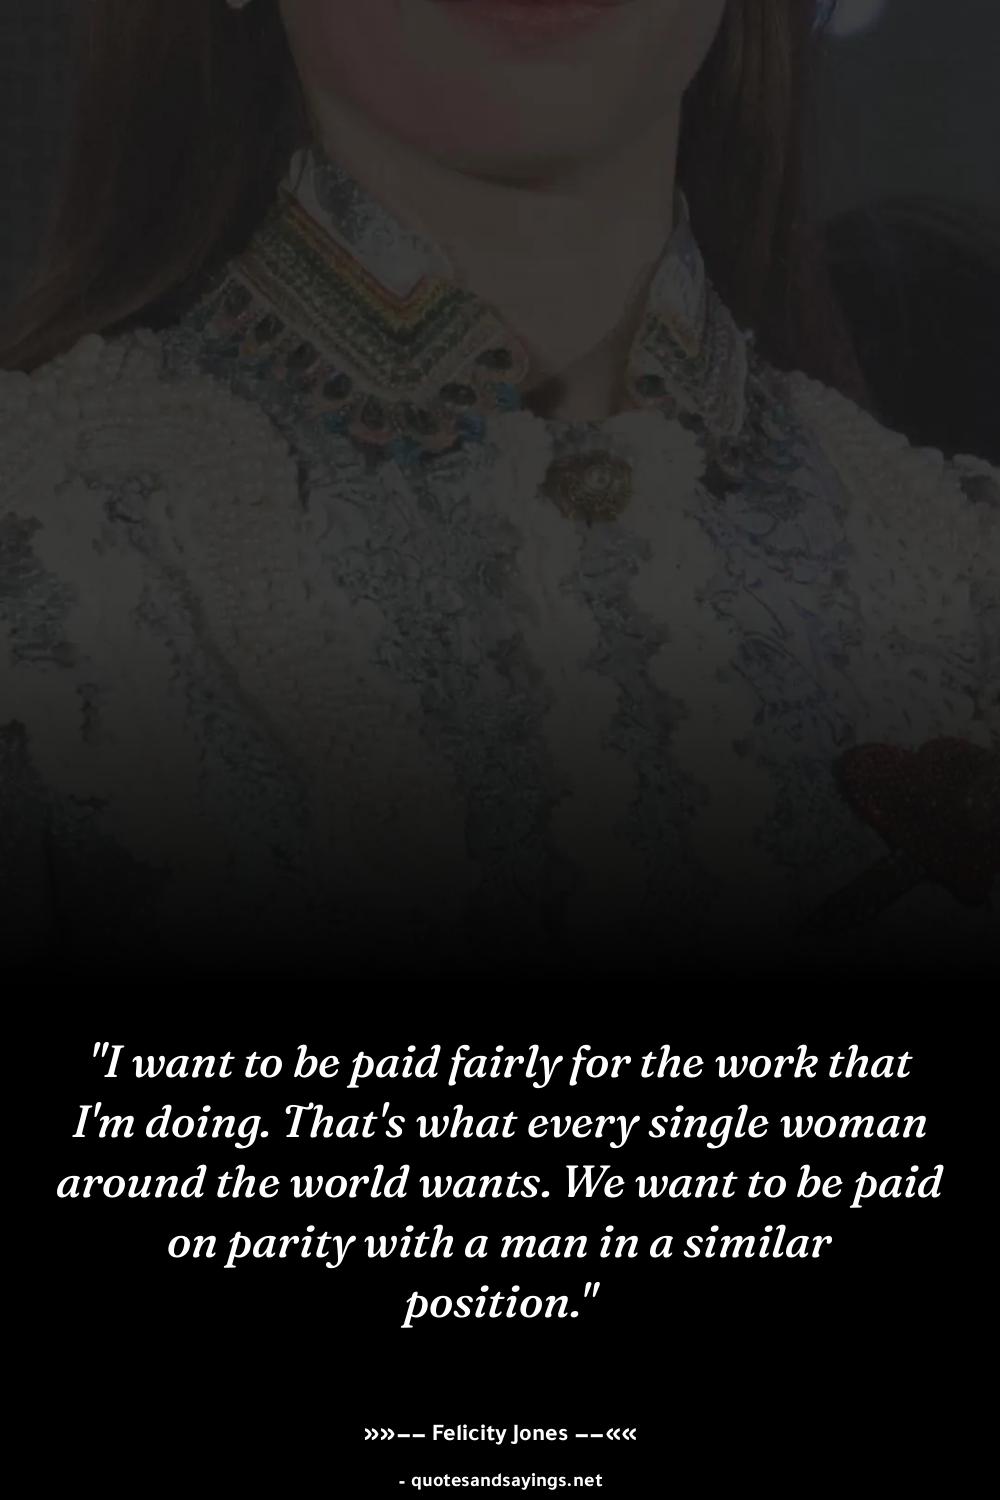 "I want to be paid fairly for the work that
I'm doing. That's what every single woman
around the world wants. We want to be paid
on parity with a man in a similar
position."
»»—— Felicity Jones ——««
- quotesandsayings.net